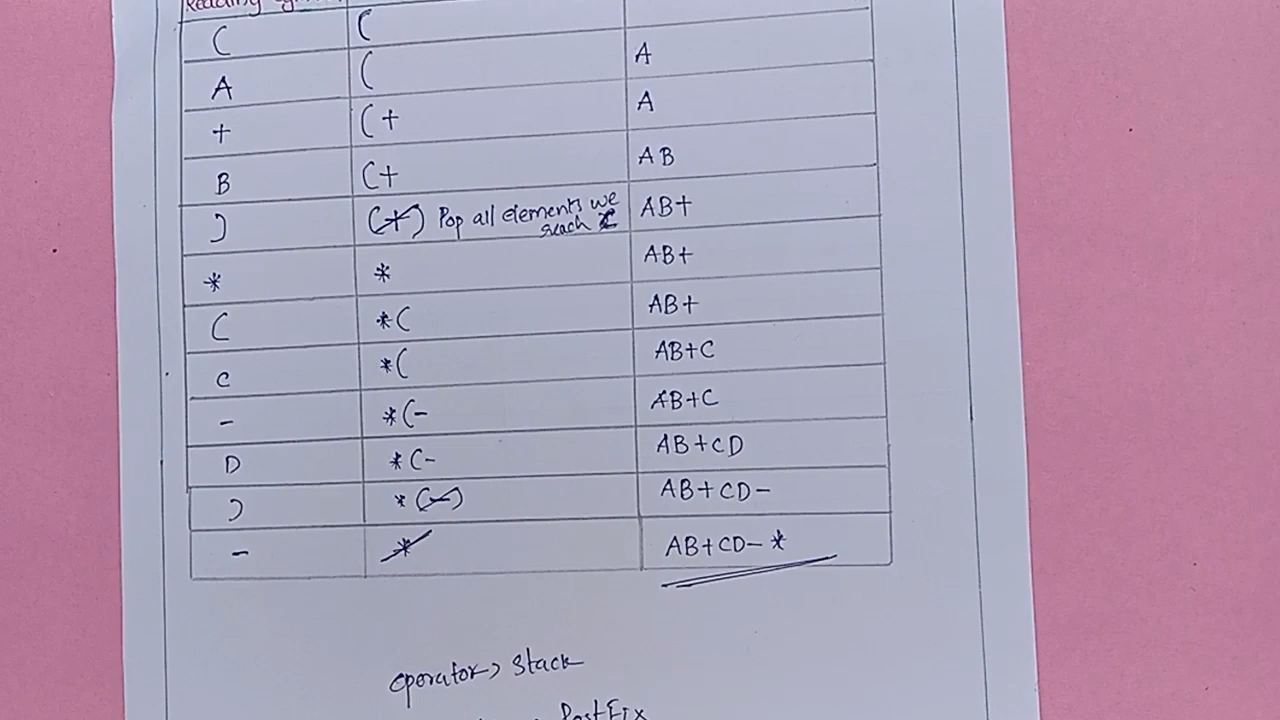 Reading
( (
A ( A
+ (+ A
B (+ AB
) (+) Pop all elements we AB+
reach (
* * AB+
( *( AB+
c *( AB+C
- *(- AB+C
D *(- AB+CD
) *(-) AB+CD-
- * AB+CD-*
operator-> Stack
PostFix